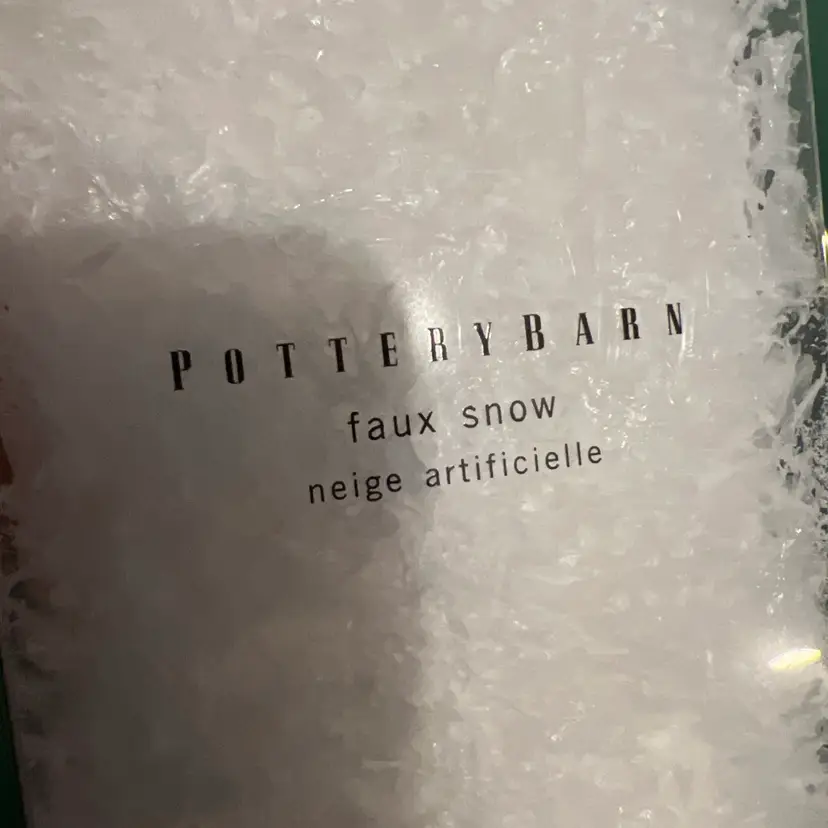 POTTERYBARN
faux snow
neige artificielle